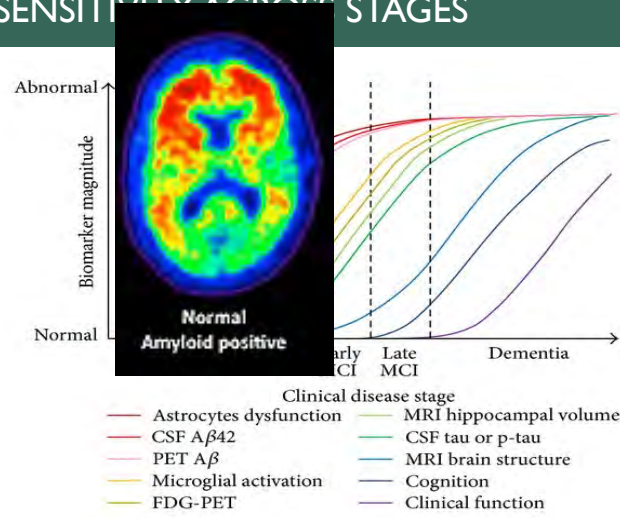 STAGES
Abnormal
Biomarker magnitude
Normal
Normal
Amyloid positive
Late
MCI
Dementia
Clinical disease stage
Astrocytes dysfunction
CSF Aβ42
PET Aβ
Microglial activation
FDG-PET
MRI hippocampal volume
CSF tau or p-tau
MRI brain structure
Cognition
Clinical function